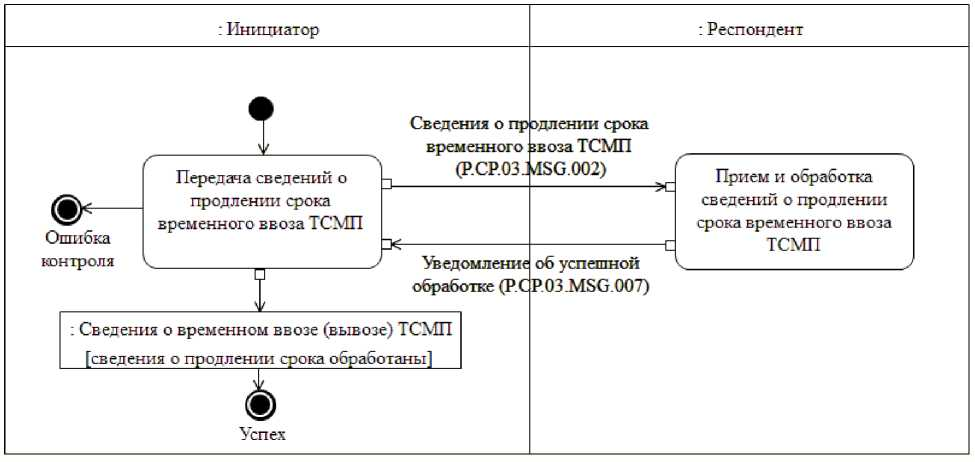 : Инициатор
: Респондент
Сведения о продлении срока
временного ввоза ТСМП
(P.CP.03.MSG.002)
Передача сведений о
продлении срока
временного ввоза ТСМП
Прием и обработка
сведений о продлении
срока временного ввоза
ТСМП
Ошибка
контроля
Уведомление об успешной
обработке (P.CP.03.MSG.007)
: Сведения о временном ввозе (вывозе) ТСМП
[сведения о продлении срока обработаны]
Успех